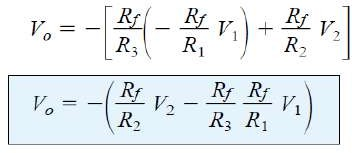 V_o = −[R_f/R_3(− R_f/R_1 V_1) + R_f/R_2 V_2]
V_o = −(R_f/R_2 V_2 − R_f/R_3 R_f/R_1 V_1)